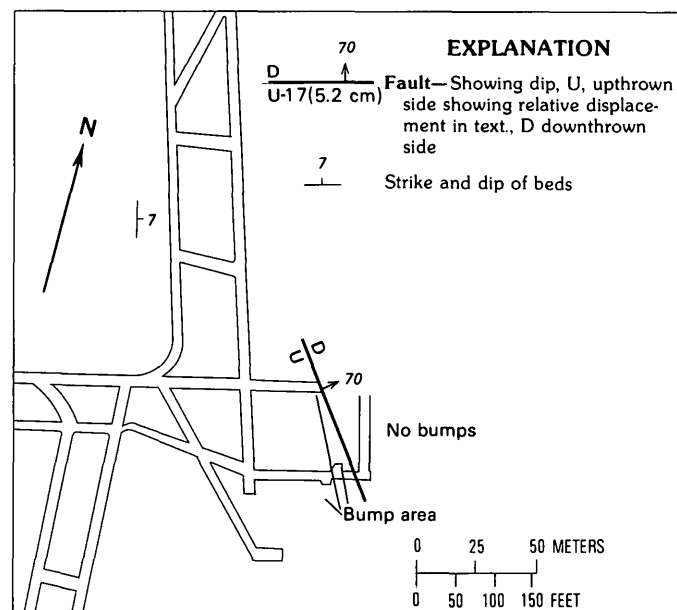 EXPLANATION
70
D
U-17(5.2 cm)
Fault—Showing dip, U, upthrown
side showing relative displace-
ment in text., D downthrown
side
7
Strike and dip of beds
N
7
D
U
70
No bumps
Bump area
0 25 50 METERS
0 50 100 150 FEET